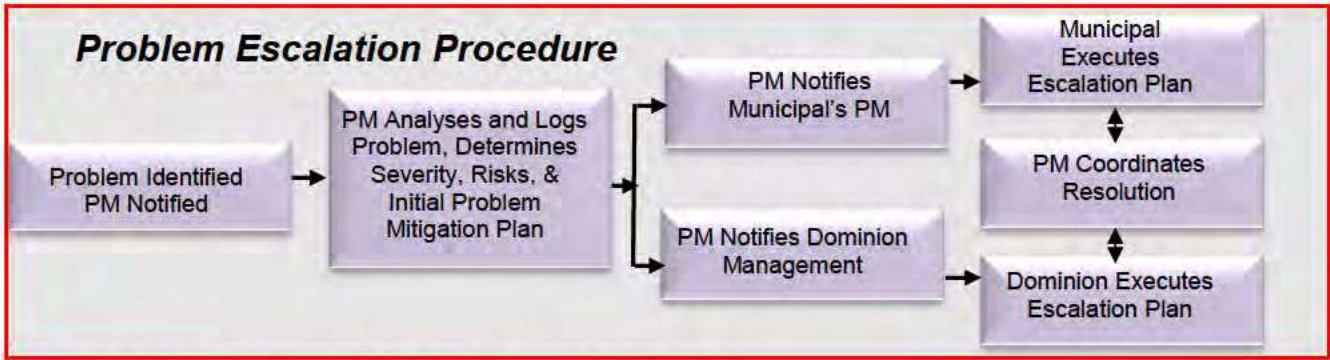 Problem Escalation Procedure
Problem Identified
PM Notified
PM Analyses and Logs
Problem, Determines
Severity, Risks, &
Initial Problem
Mitigation Plan
PM Notifies
Municipal's PM
PM Notifies Dominion
Management
Municipal
Executes
Escalation Plan
PM Coordinates
Resolution
Dominion Executes
Escalation Plan